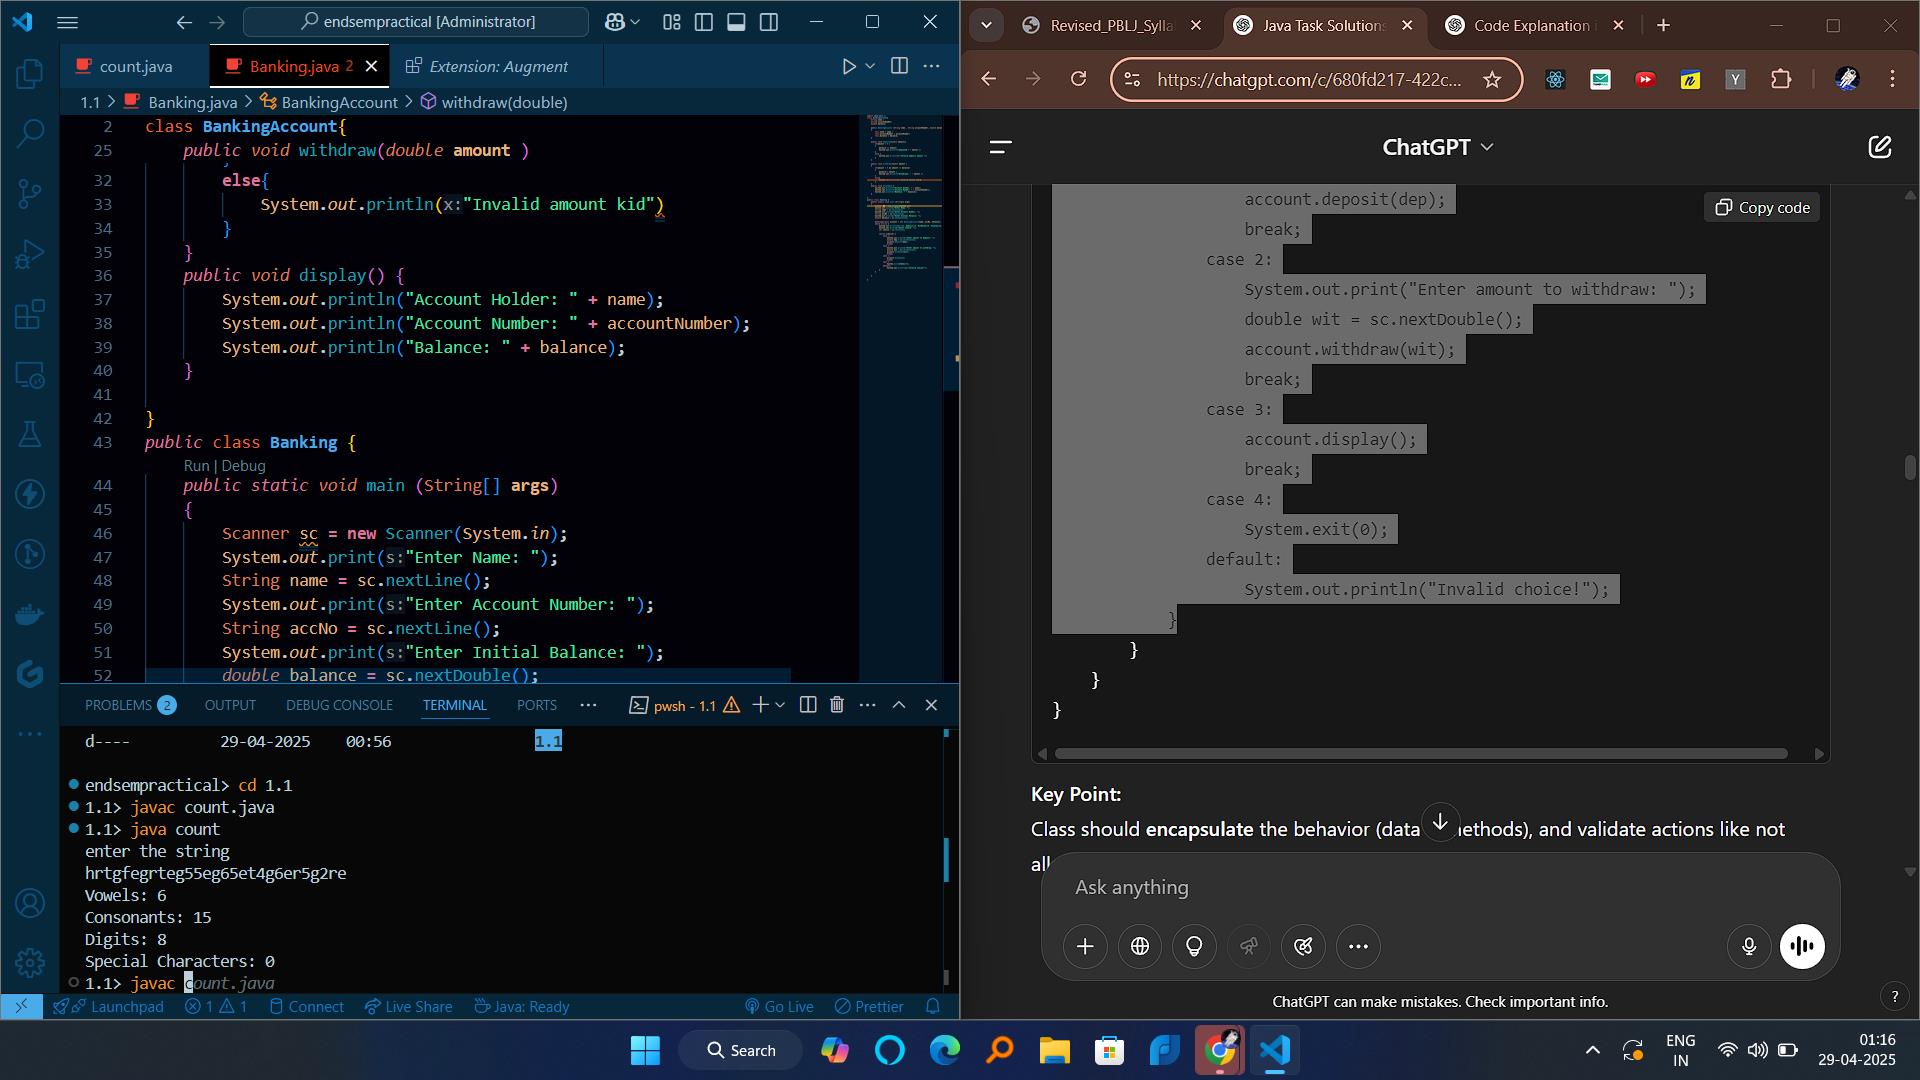 endsempractical [Administrator]
count.java
Banking.java 2
Extension: Augment
1.1 > Banking.java > BankingAccount > withdraw(double)
2 class BankingAccount{
25 public void withdraw(double amount )
32 else{
33 System.out.println(x:"Invalid amount kid")
34 }
35 }
36 public void display() {
37 System.out.println("Account Holder: " + name);
38 System.out.println("Account Number: " + accountNumber);
39 System.out.println("Balance: " + balance);
40 }
41
42 }
43 public class Banking {
Run | Debug
44 public static void main (String[] args)
45 {
46 Scanner sc = new Scanner(System.in);
47 System.out.print(s:"Enter Name: ");
48 String name = sc.nextLine();
49 System.out.print(s:"Enter Account Number: ");
50 String accNo = sc.nextLine();
51 System.out.print(s:"Enter Initial Balance: ");
52 double balance = sc.nextDouble();
PROBLEMS 2 OUTPUT DEBUG CONSOLE TERMINAL PORTS
pwsh - 1.1
d---- 29-04-2025 00:56 1.1
endsempractical> cd 1.1
1.1> javac count.java
1.1> java count
enter the string
hrtgfegrteg55eg65et4g6er5g2re
Vowels: 6
Consonants: 15
Digits: 8
Special Characters: 0
1.1> javac count.java
Launchpad 1 1 Connect Live Share Java: Ready Go Live Prettier
Revised_PBLJ_Sylla
Java Task Solutions
Code Explanation
https://chatgpt.com/c/680fd217-422c...
ChatGPT
Copy code
account.deposit(dep);
break;
case 2:
System.out.print("Enter amount to withdraw: ");
double wit = sc.nextDouble();
account.withdraw(wit);
break;
case 3:
account.display();
break;
case 4:
System.exit(0);
default:
System.out.println("Invalid choice!");
}
}
}
}
Key Point:
Class should encapsulate the behavior (data ethods), and validate actions like not
Ask anything
ChatGPT can make mistakes. Check important info.
?
Search
ENG
IN
01:16
29-04-2025